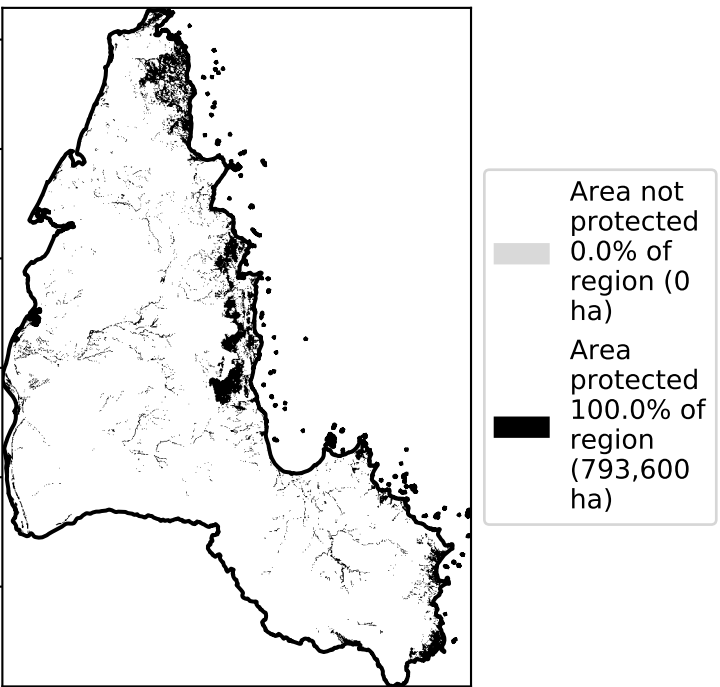 Area not
protected
0.0% of
region (0
ha)
Area
protected
100.0% of
region
(793,600
ha)